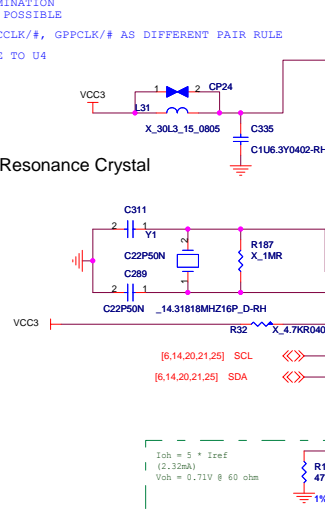 MINATION
POSSIBLE
CCLK/#, GPPCLK/# AS DIFFERENT PAIR RULE
E TO U4
1 2 CP24
VCC3
L31
X_30L3_15_0805
C335
C1U6.3Y0402-RH
Resonance Crystal
C311
2 1
Y1
C22P50N
2
1
R187
X_1MR
C289
2 1
C22P50N
_14.31818MHZ16P_D-RH
VCC3
R32
X_4.7KR040
[6,14,20,21,25] SCL
[6,14,20,21,25] SDA
Ioh = 5 * Iref
(2.32mA)
Voh = 0.71V @ 60 ohm
R1
47
1%